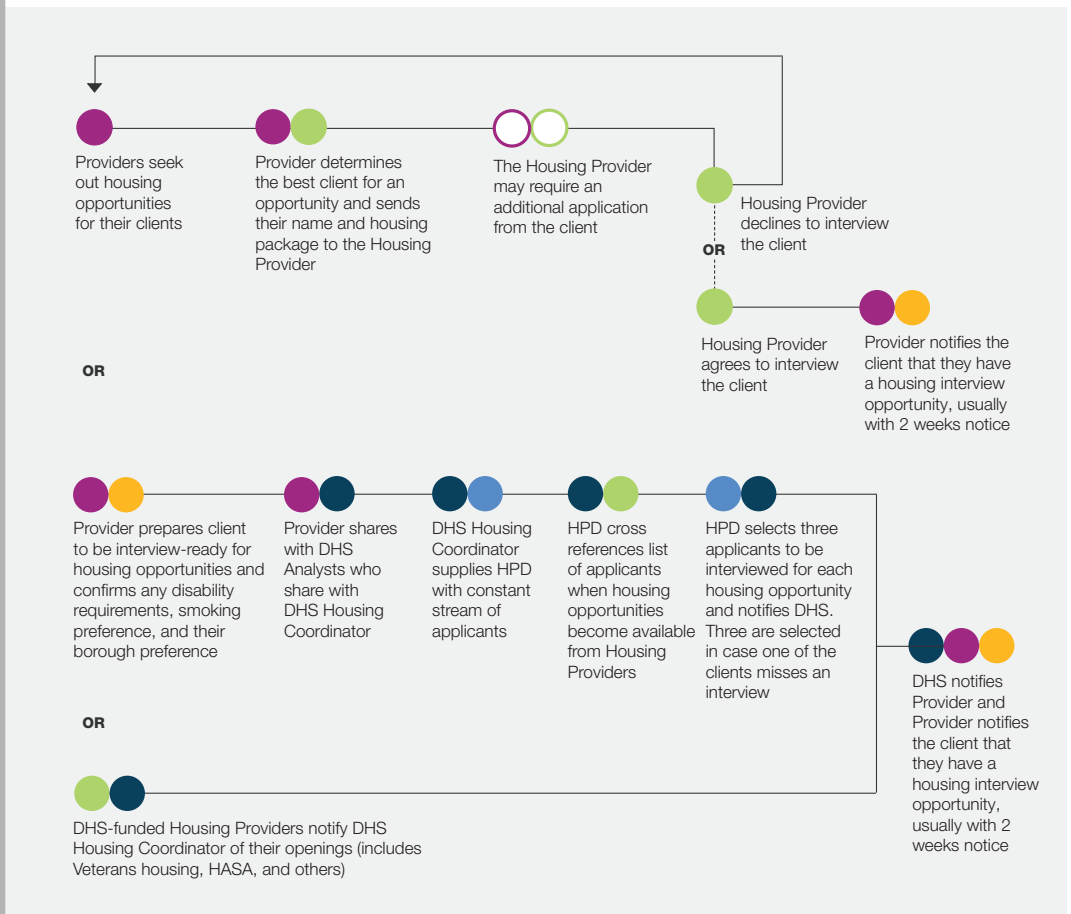 Providers seek
out housing
opportunities
for their clients
Provider determines
the best client for an
opportunity and sends
their name and housing
package to the Housing
Provider
The Housing Provider
may require an
additional application
from the client
Housing Provider
declines to interview
the client
OR
Housing Provider
agrees to interview
the client
Provider notifies the
client that they have
a housing interview
opportunity, usually
with 2 weeks notice
OR
Provider prepares client
to be interview-ready for
housing opportunities and
confirms any disability
requirements, smoking
preference, and their
borough preference
Provider shares
with DHS
Analysts who
share with
DHS Housing
Coordinator
DHS Housing
Coordinator
supplies HPD
with constant
stream of
applicants
HPD cross
references list
of applicants
when housing
opportunities
become available
from Housing
Providers
HPD selects three
applicants to be
interviewed for each
housing opportunity
and notifies DHS.
Three are selected
in case one of the
clients misses an
interview
DHS notifies
Provider and
Provider notifies
the client that
they have a
housing interview
opportunity,
usually with 2
weeks notice
OR
DHS-funded Housing Providers notify DHS
Housing Coordinator of their openings (includes
Veterans housing, HASA, and others)